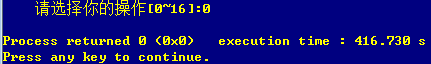 请选择你的操作[0~16]:0
Process returned 0 (0x0)   execution time : 416.730 s
Press any key to continue.